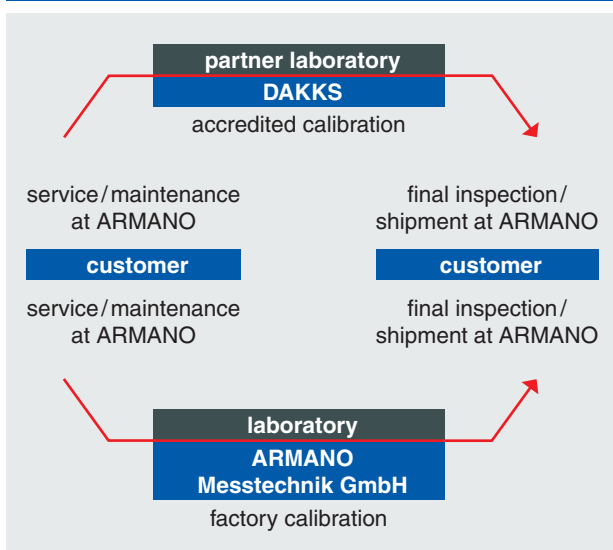 partner laboratory
DAKKS
accredited calibration
service/maintenance
at ARMANO
final inspection/
shipment at ARMANO
customer
customer
service/maintenance
at ARMANO
final inspection/
shipment at ARMANO
laboratory
ARMANO
Messtechnik GmbH
factory calibration